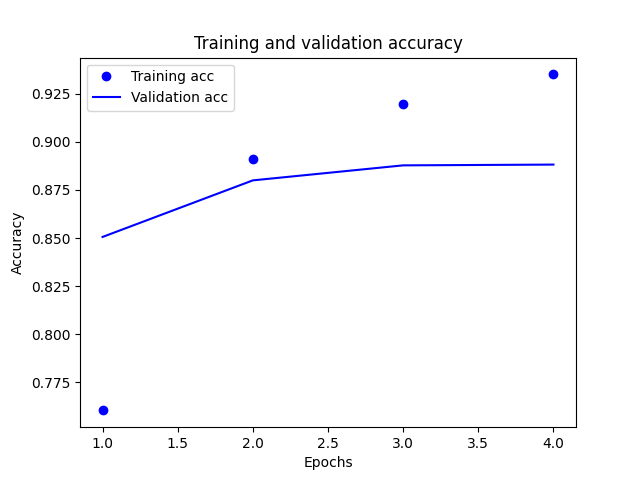 Training and validation accuracy
Training acc
Validation acc
0.925
0.900
0.875
0.850
0.825
0.800
0.775
Accuracy
1.0 1.5 2.0 2.5 3.0 3.5 4.0
Epochs